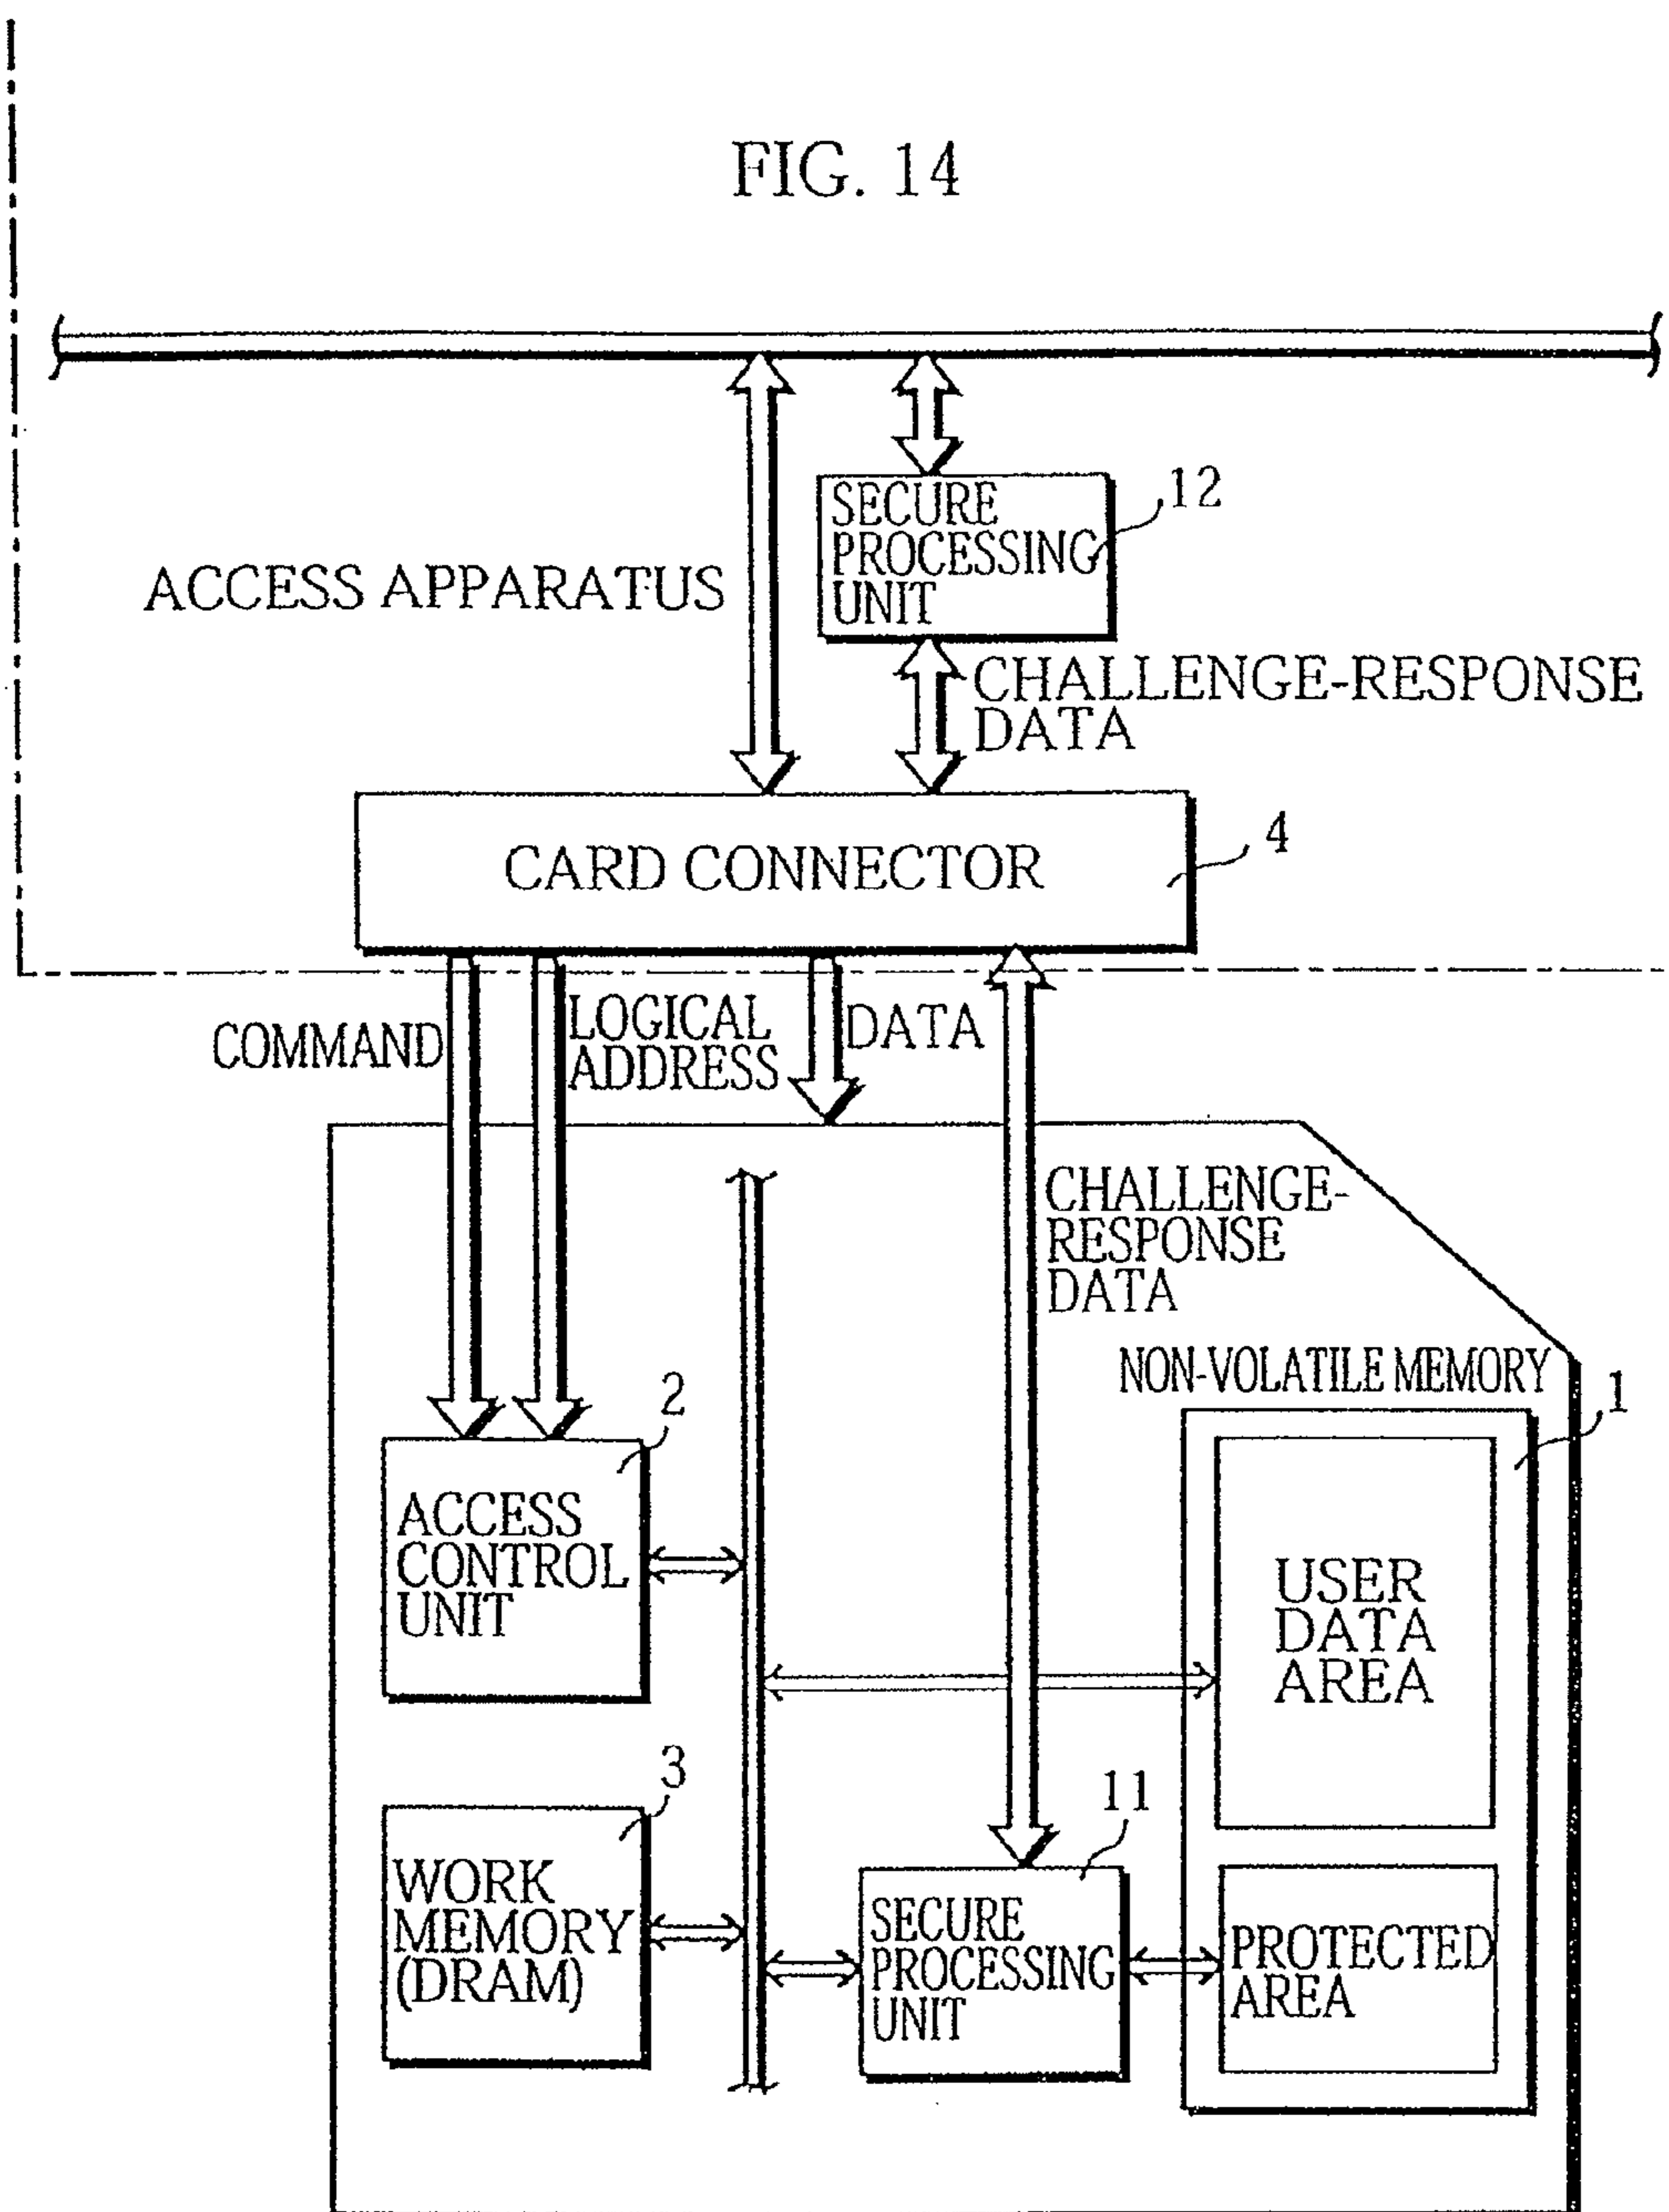 FIG. 14
SECURE
PROCESSING
UNIT
12
ACCESS APPARATUS
CHALLENGE-RESPONSE
DATA
CARD CONNECTOR
4
COMMAND
LOGICAL
ADDRESS
DATA
CHALLENGE-
RESPONSE
DATA
NON-VOLATILE MEMORY
1
2
ACCESS
CONTROL
UNIT
USER
DATA
AREA
3
WORK
MEMORY
(DRAM)
11
SECURE
PROCESSING
UNIT
PROTECTED
AREA